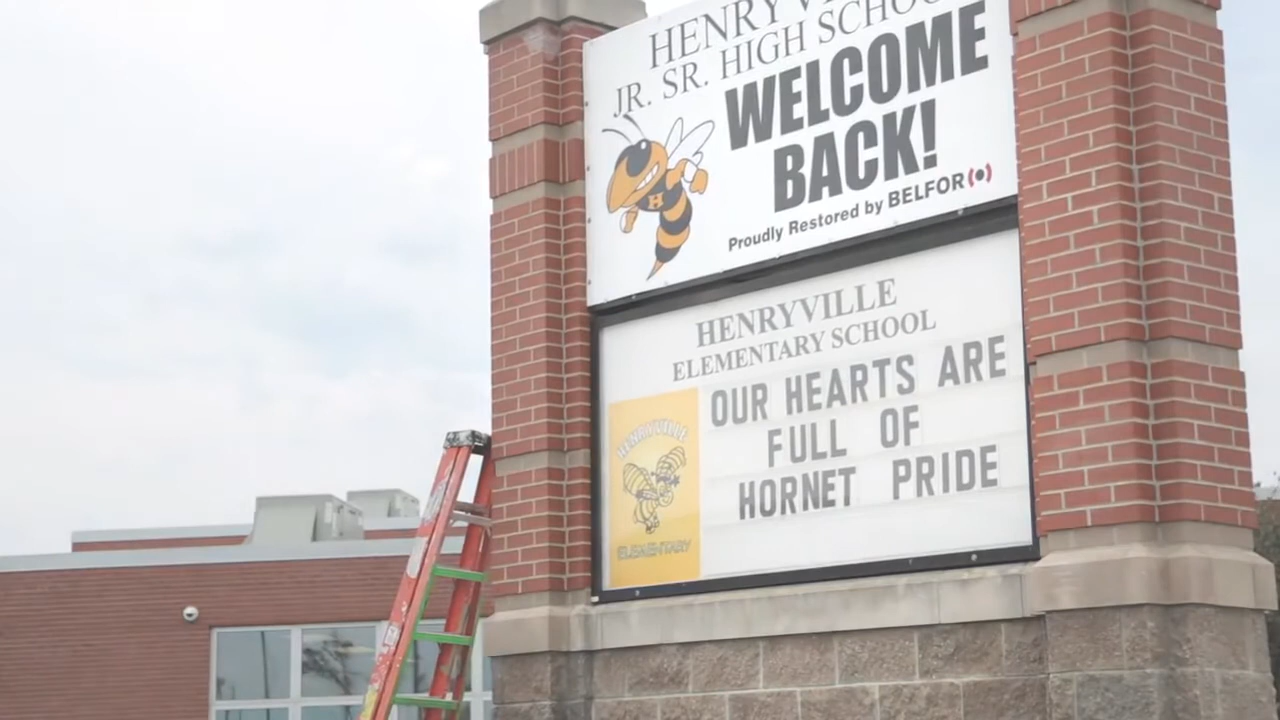 HENRYVILLE
JR. SR. HIGH SCHOOL
WELCOME
BACK!
Proudly Restored by BELFOR
H
HENRYVILLE
ELEMENTARY SCHOOL
OUR HEARTS ARE
FULL OF
HORNET PRIDE
HENRYVILLE
ELEMENTARY